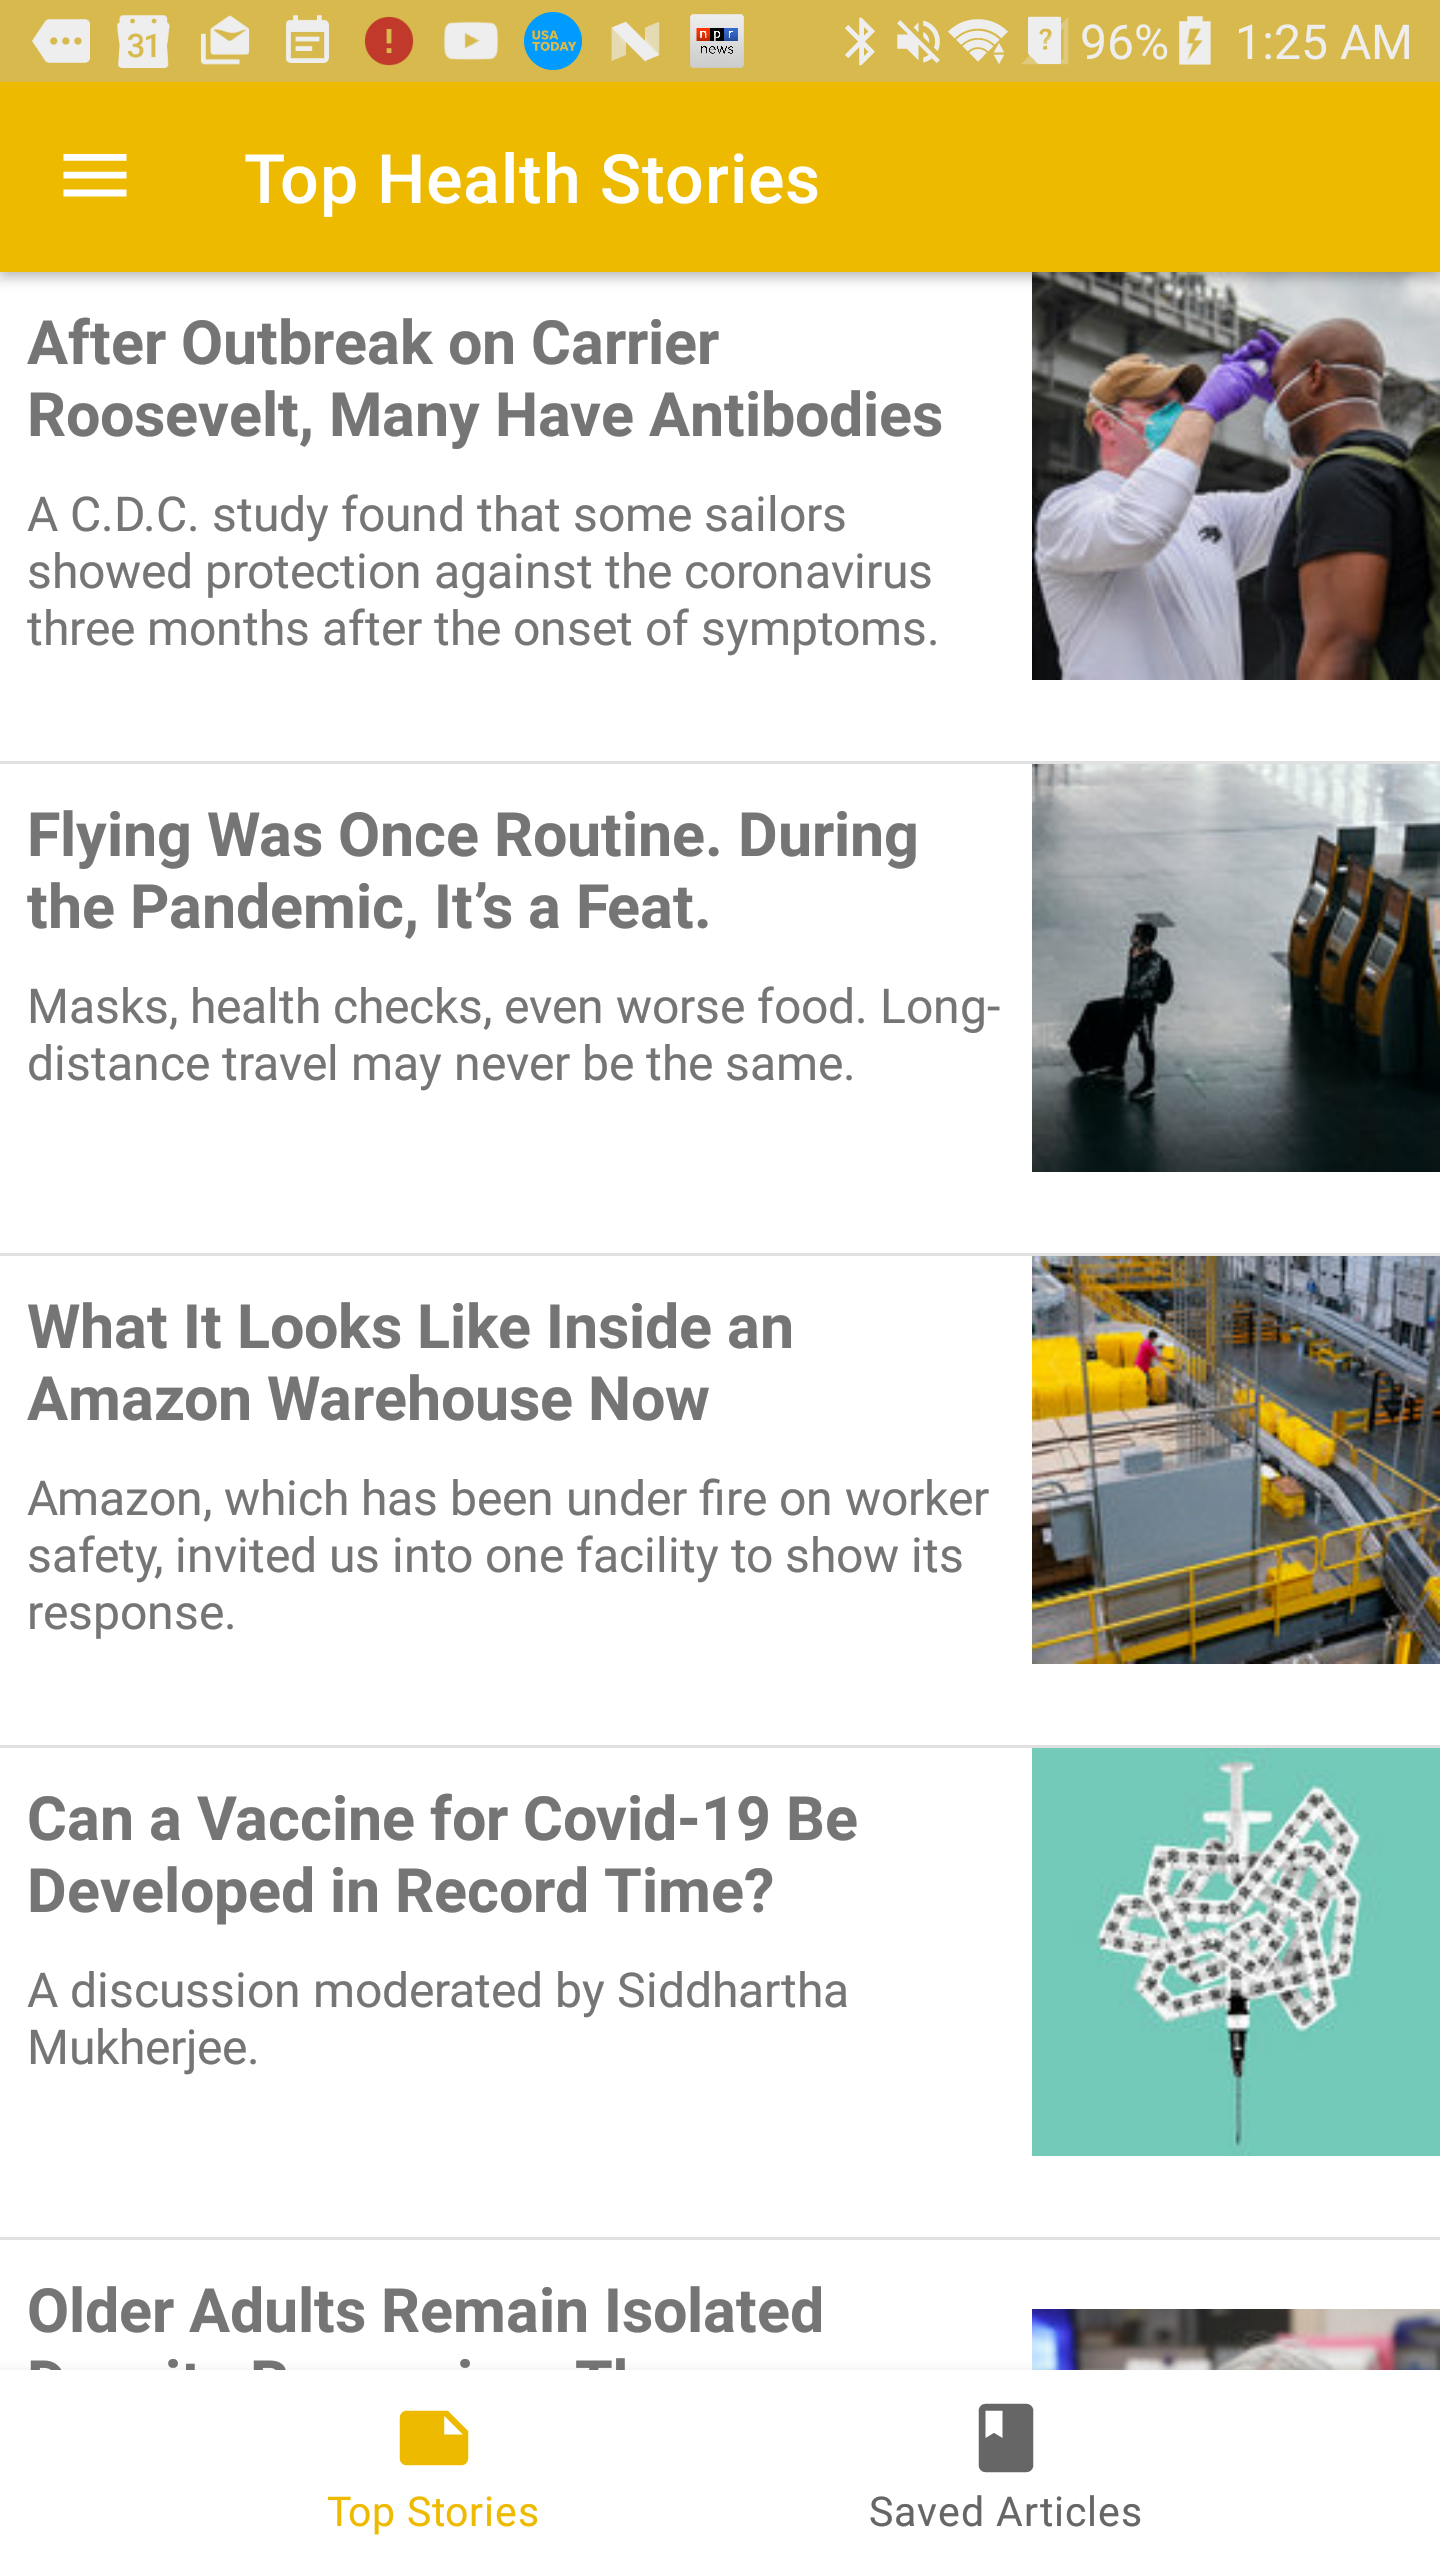 31
USA
TODAY
npr
news
?
96%
1:25 AM
Top Health Stories
After Outbreak on Carrier
Roosevelt, Many Have Antibodies
A C.D.C. study found that some sailors
showed protection against the coronavirus
three months after the onset of symptoms.
Flying Was Once Routine. During
the Pandemic, It’s a Feat.
Masks, health checks, even worse food. Long-
distance travel may never be the same.
What It Looks Like Inside an
Amazon Warehouse Now
Amazon, which has been under fire on worker
safety, invited us into one facility to show its
response.
Can a Vaccine for Covid-19 Be
Developed in Record Time?
A discussion moderated by Siddhartha
Mukherjee.
Older Adults Remain Isolated
Top Stories
Saved Articles